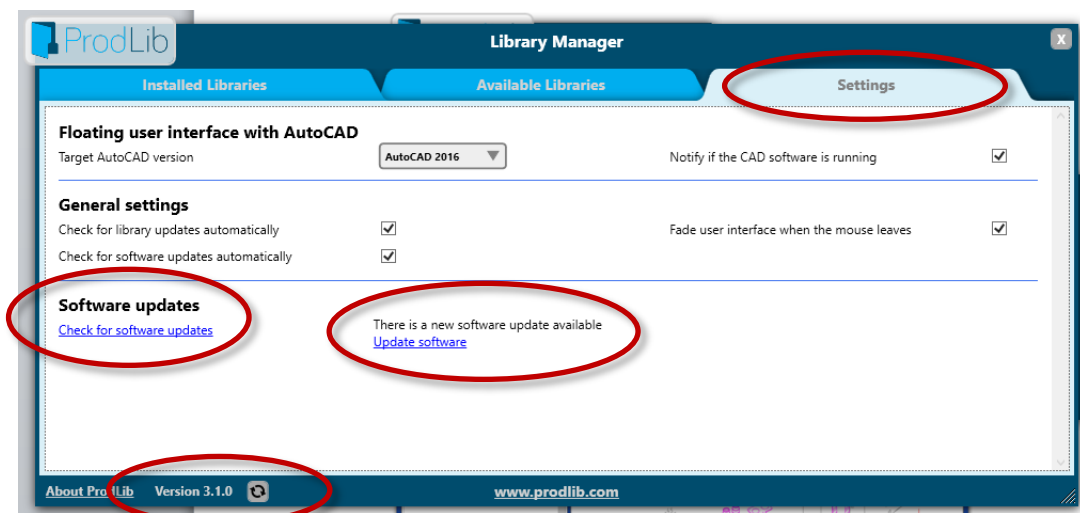 ProdLib
Library Manager
X
Installed Libraries
Available Libraries
Settings
Floating user interface with AutoCAD
Target AutoCAD version
AutoCAD 2016
Notify if the CAD software is running
General settings
Check for library updates automatically
Fade user interface when the mouse leaves
Check for software updates automatically
Software updates
Check for software updates
There is a new software update available
Update software
About ProdLib
Version 3.1.0
www.prodlib.com